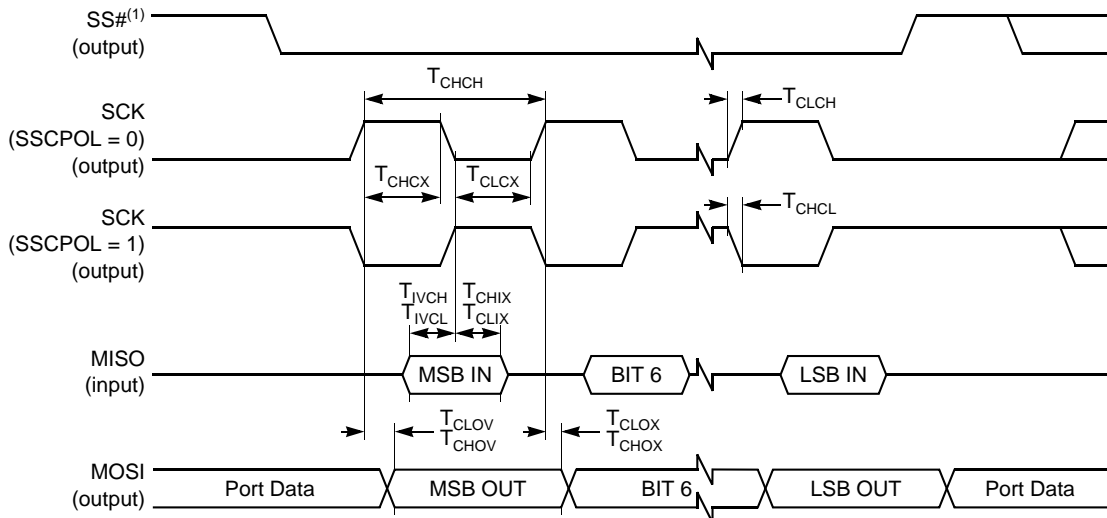 SS#(1)
(output)
TCHCH
TCLCH
SCK
(SSCPOL = 0)
(output)
TCHCX
TCLCX
TCHCL
SCK
(SSCPOL = 1)
(output)
TIVCH
TIVCL
TCHIX
TCLIX
MISO
(input)
MSB IN
BIT 6
LSB IN
TCLOV
TCHOV
TCLOX
TCHOX
MOSI
(output)
Port Data
MSB OUT
BIT 6
LSB OUT
Port Data